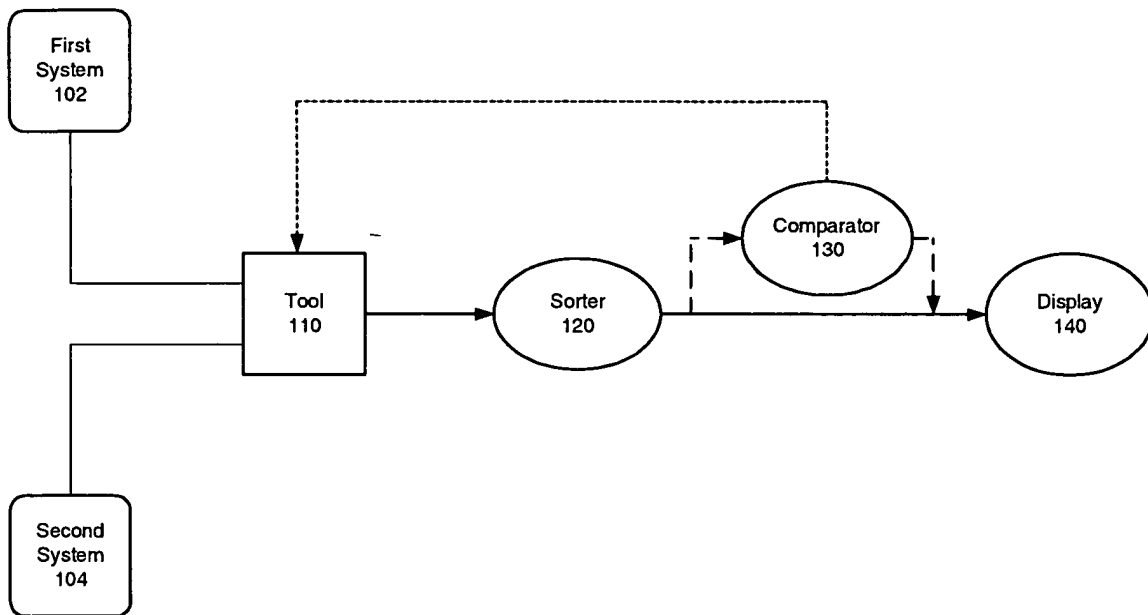 First
System
102
Comparator
130
Tool
110
Sorter
120
Display
140
Second
System
104